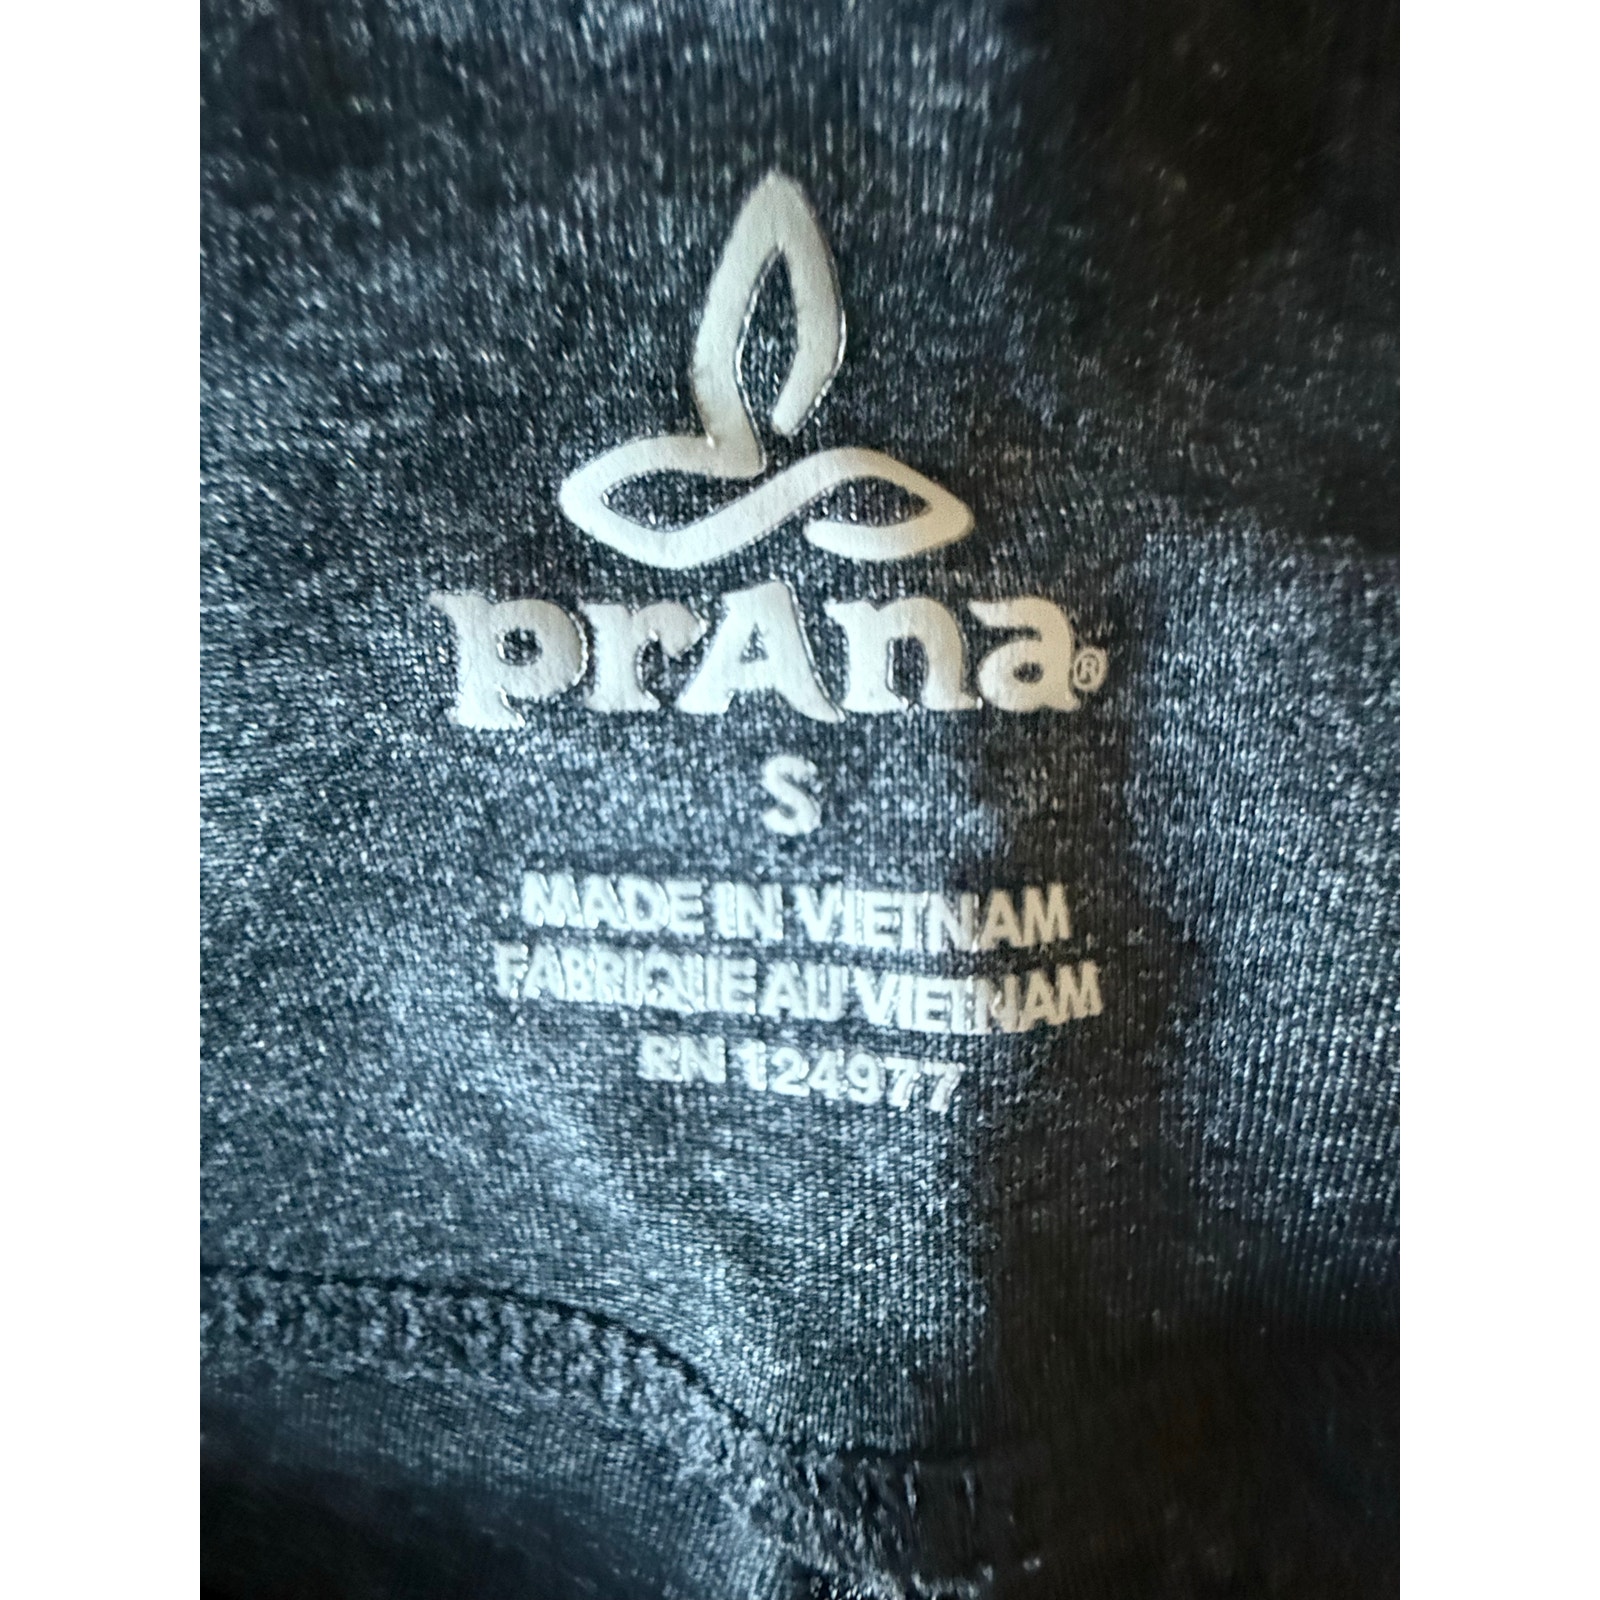 prAna®
S
MADE IN VIETNAM
FABRIQUE AU VIETNAM
RN 124977